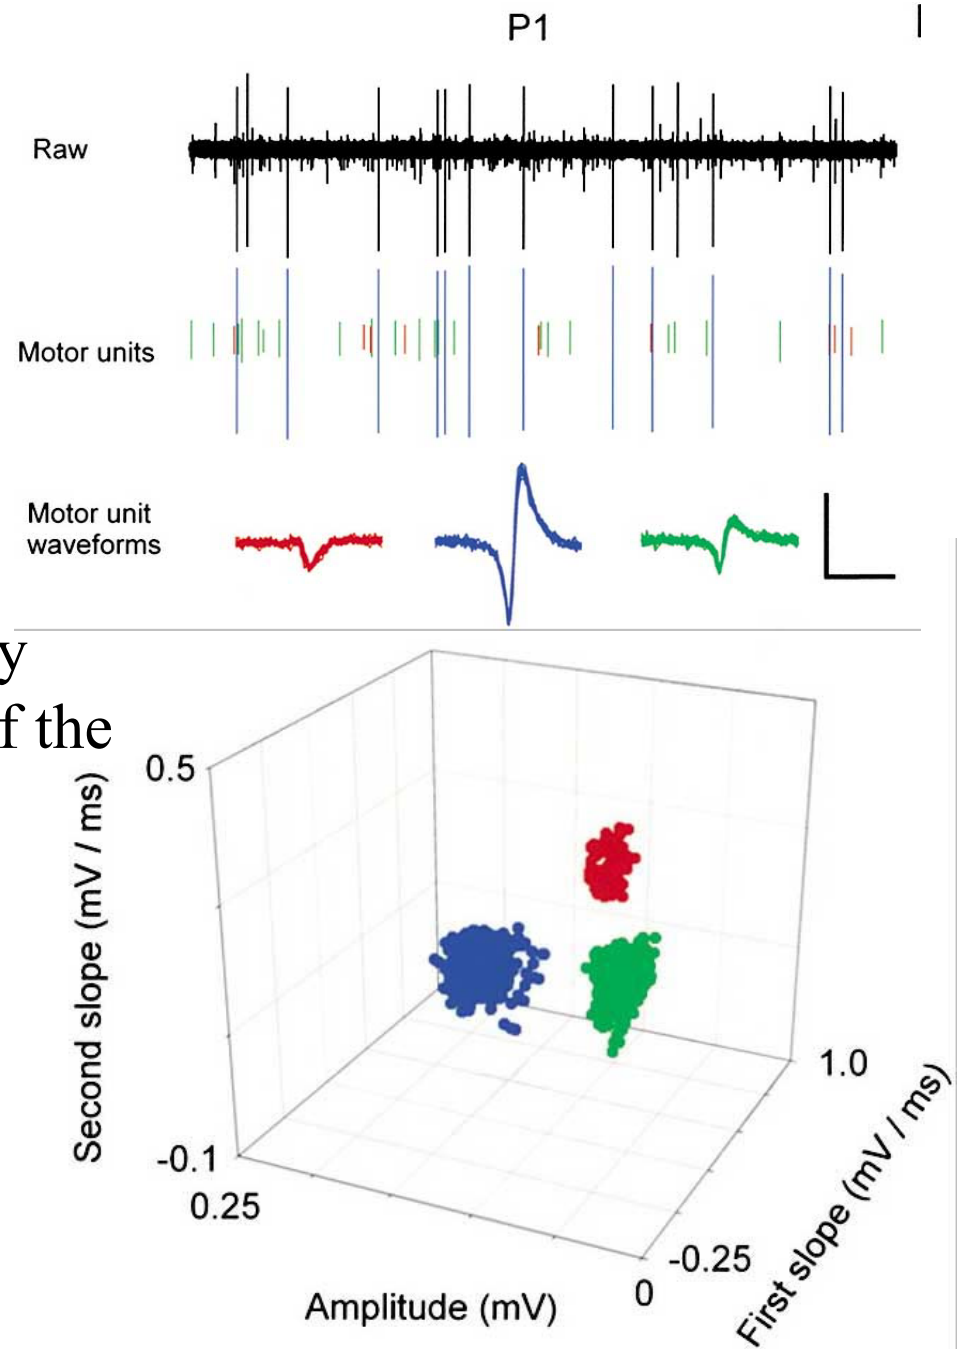 P1
Raw
Motor units
Motor unit
waveforms
y
f the
0.5
Second slope (mV / ms)
-0.1
0.25
Amplitude (mV)
0
-0.25
First slope (mV / ms)
1.0